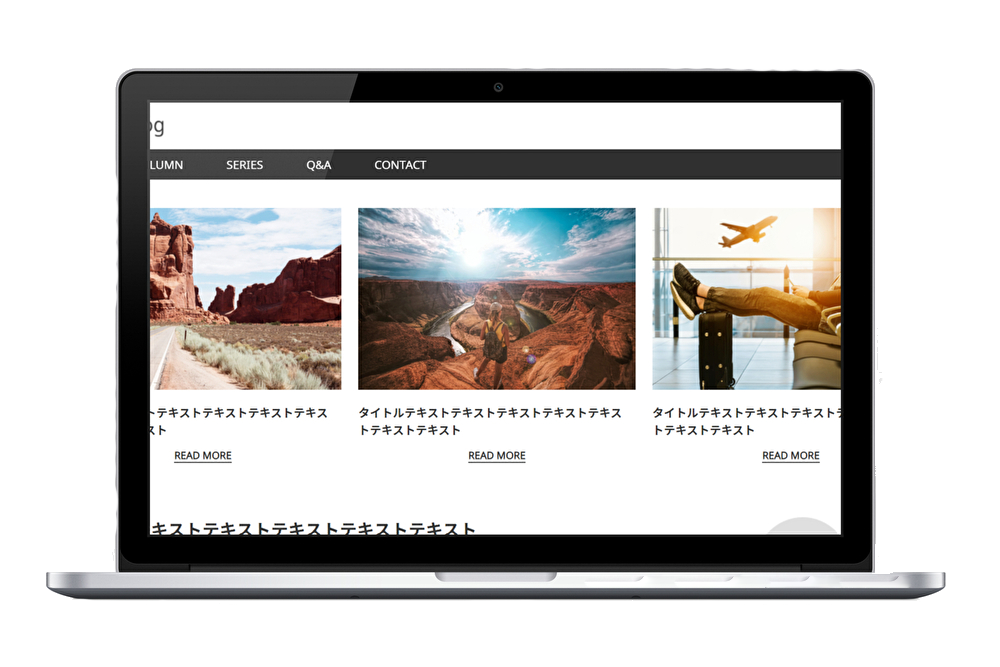 og
LUMN SERIES Q&A CONTACT
テキストテキストテキストテキス
スト
READ MORE
タイトルテキストテキストテキストテキストテキス
トテキストテキスト
READ MORE
タイトルテキストテキストテキスト
トテキストテキスト
READ MORE
キストテキストテキストテキストテキスト